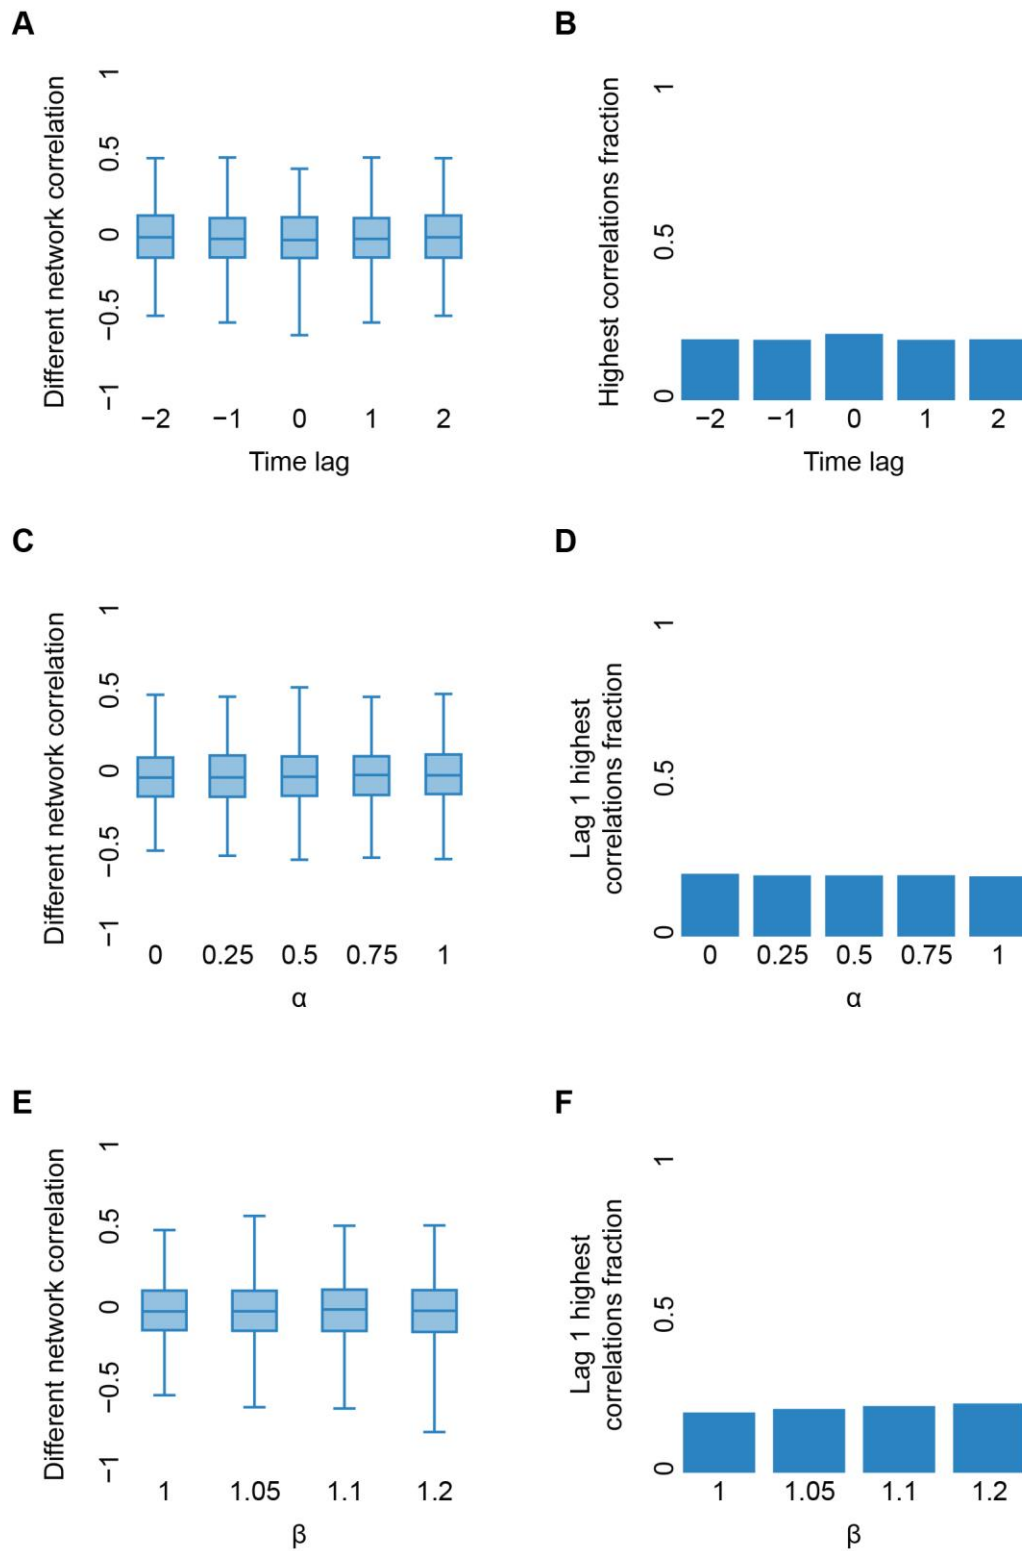 A
Different network correlation
1
0.5
0
−0.5
−1
−2 −1 0 1 2
Time lag
B
Highest correlations fraction
1
0.5
0
−2 −1 0 1 2
Time lag
C
Different network correlation
1
0.5
0
−0.5
−1
0 0.25 0.5 0.75 1
α
D
Lag 1 highest
correlations fraction
1
0.5
0
0 0.25 0.5 0.75 1
α
E
Different network correlation
1
0.5
0
−0.5
−1
1 1.05 1.1 1.2
β
F
Lag 1 highest
correlations fraction
1
0.5
0
1 1.05 1.1 1.2
β